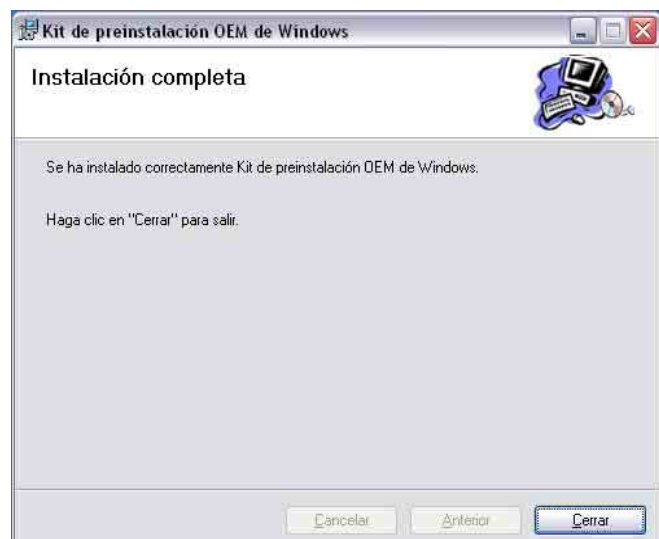 Kit de preinstalación OEM de Windows
Instalación completa
Se ha instalado correctamente Kit de preinstalación OEM de Windows.
Haga clic en "Cerrar" para salir.
Cancelar
Anterior
Cerrar